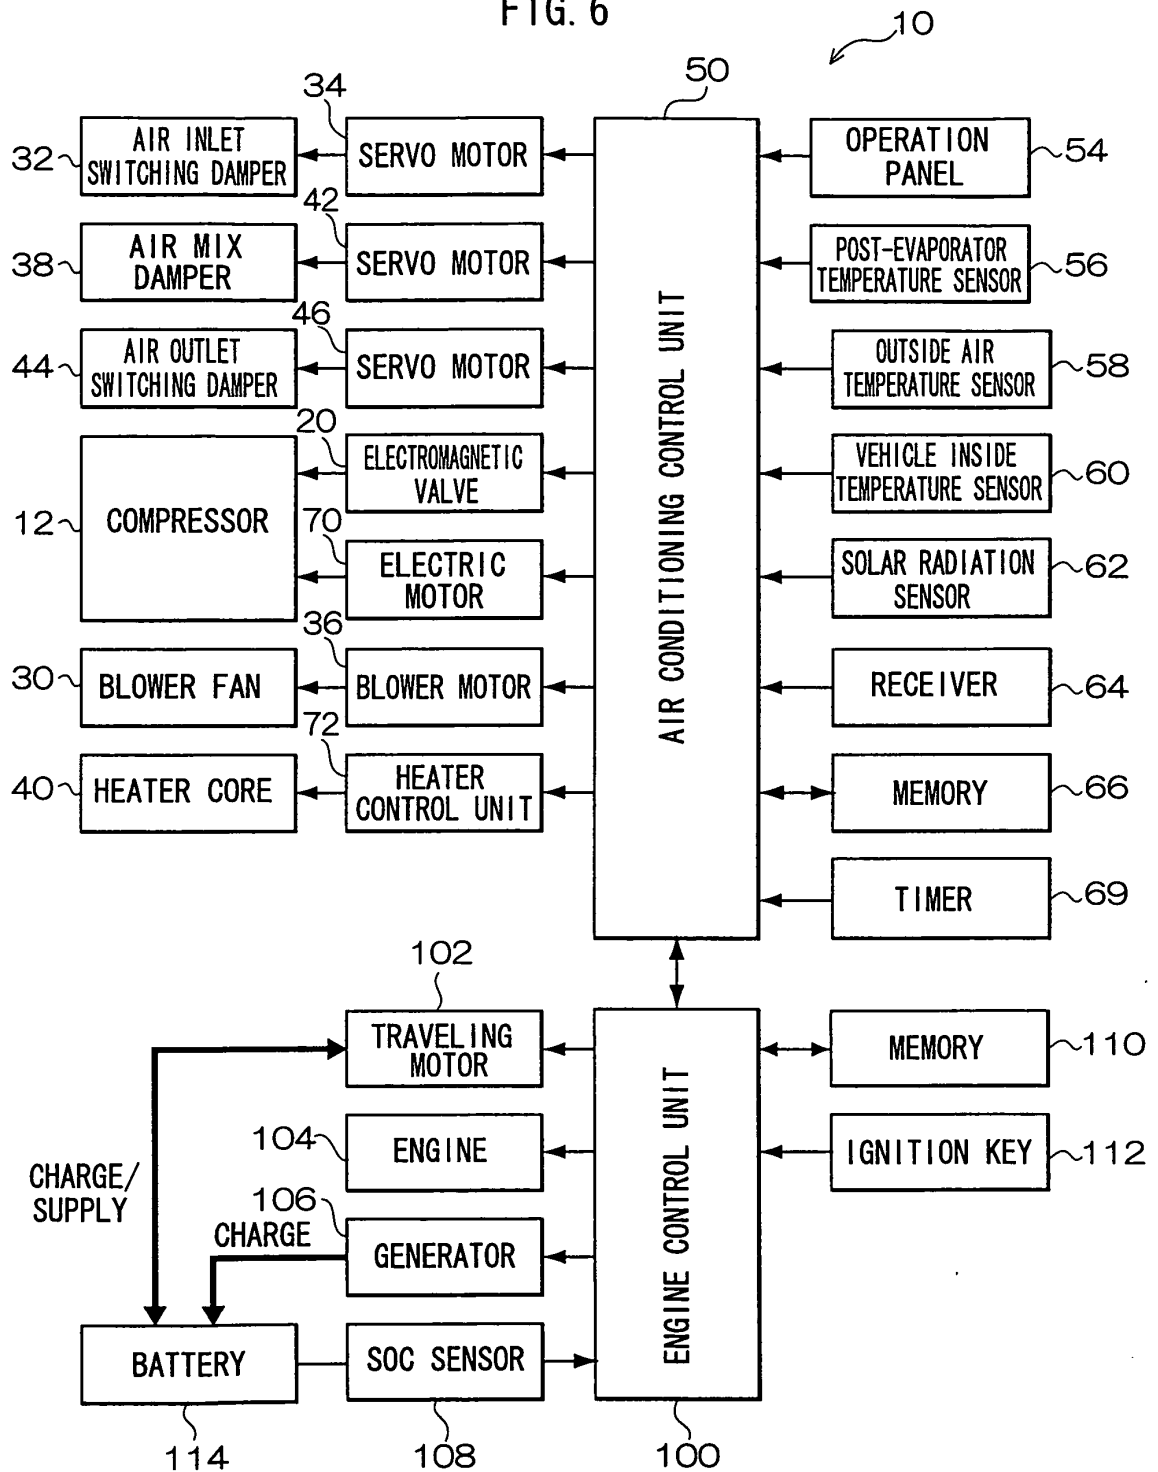 FIG. 6
10
50
34
32
AIR INLET
SWITCHING DAMPER
SERVO MOTOR
OPERATION
PANEL
54
42
38
AIR MIX
DAMPER
SERVO MOTOR
POST-EVAPORATOR
TEMPERATURE SENSOR
56
46
44
AIR OUTLET
SWITCHING DAMPER
SERVO MOTOR
OUTSIDE AIR
TEMPERATURE SENSOR
58
20
12
COMPRESSOR
ELECTROMAGNETIC
VALVE
VEHICLE INSIDE
TEMPERATURE SENSOR
60
70
ELECTRIC
MOTOR
SOLAR RADIATION
SENSOR
62
36
30
BLOWER FAN
BLOWER MOTOR
RECEIVER
64
72
40
HEATER CORE
HEATER
CONTROL UNIT
MEMORY
66
TIMER
69
AIR CONDITIONING CONTROL UNIT
102
TRAVELING
MOTOR
MEMORY
110
104
ENGINE
IGNITION KEY
112
CHARGE/
SUPPLY
106
CHARGE
GENERATOR
ENGINE CONTROL UNIT
BATTERY
SOC SENSOR
114
108
100